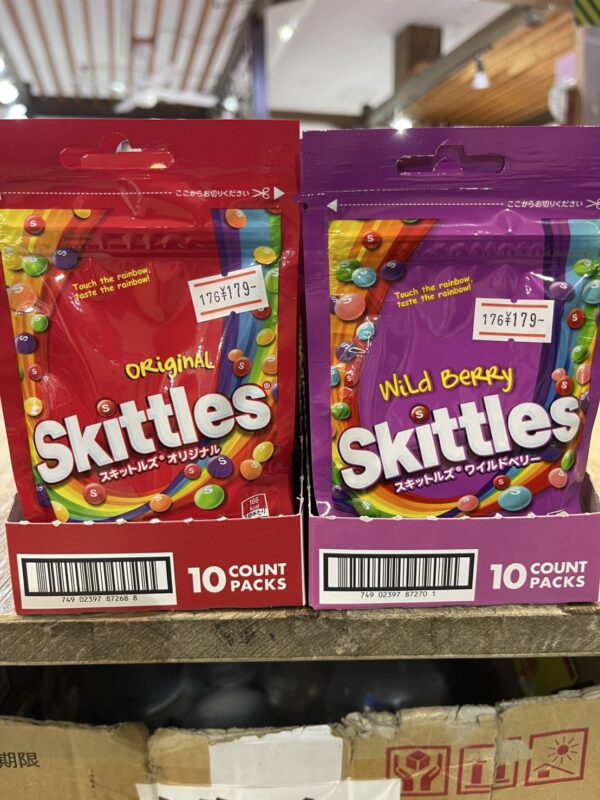 ここからお切りください
Touch the rainbow,
taste the rainbow!
176¥179-
ORiginAL
Skittles®
スキットルズ® オリジナル
10 COUNT
PACKS
749 02397 87268 8
ここからお切りください
Touch the rainbow,
taste the rainbow!
176¥179-
WiLd BeRRy
Skittles
スキットルズ® ワイルドベリー
10 COUNT
PACKS
749 02397 87270 1
期限